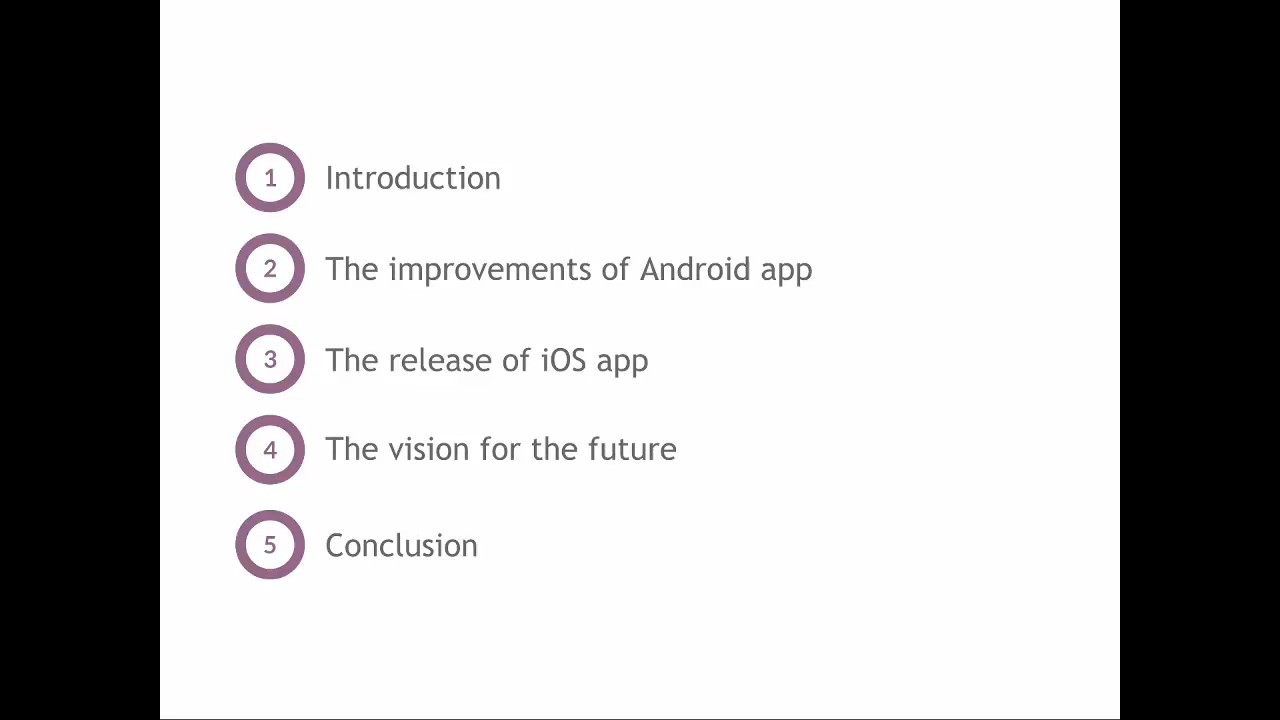 1 Introduction
2 The improvements of Android app
3 The release of iOS app
4 The vision for the future
5 Conclusion